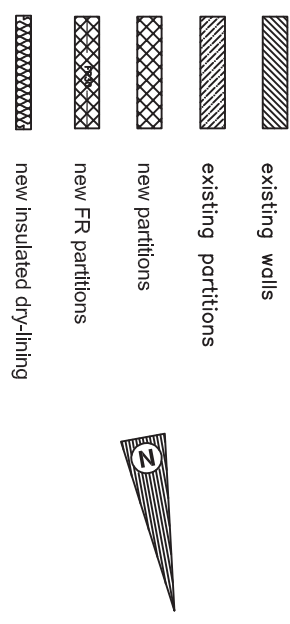 existing walls
existing partitions
new partitions
new FR partitions
new insulated dry-lining
N